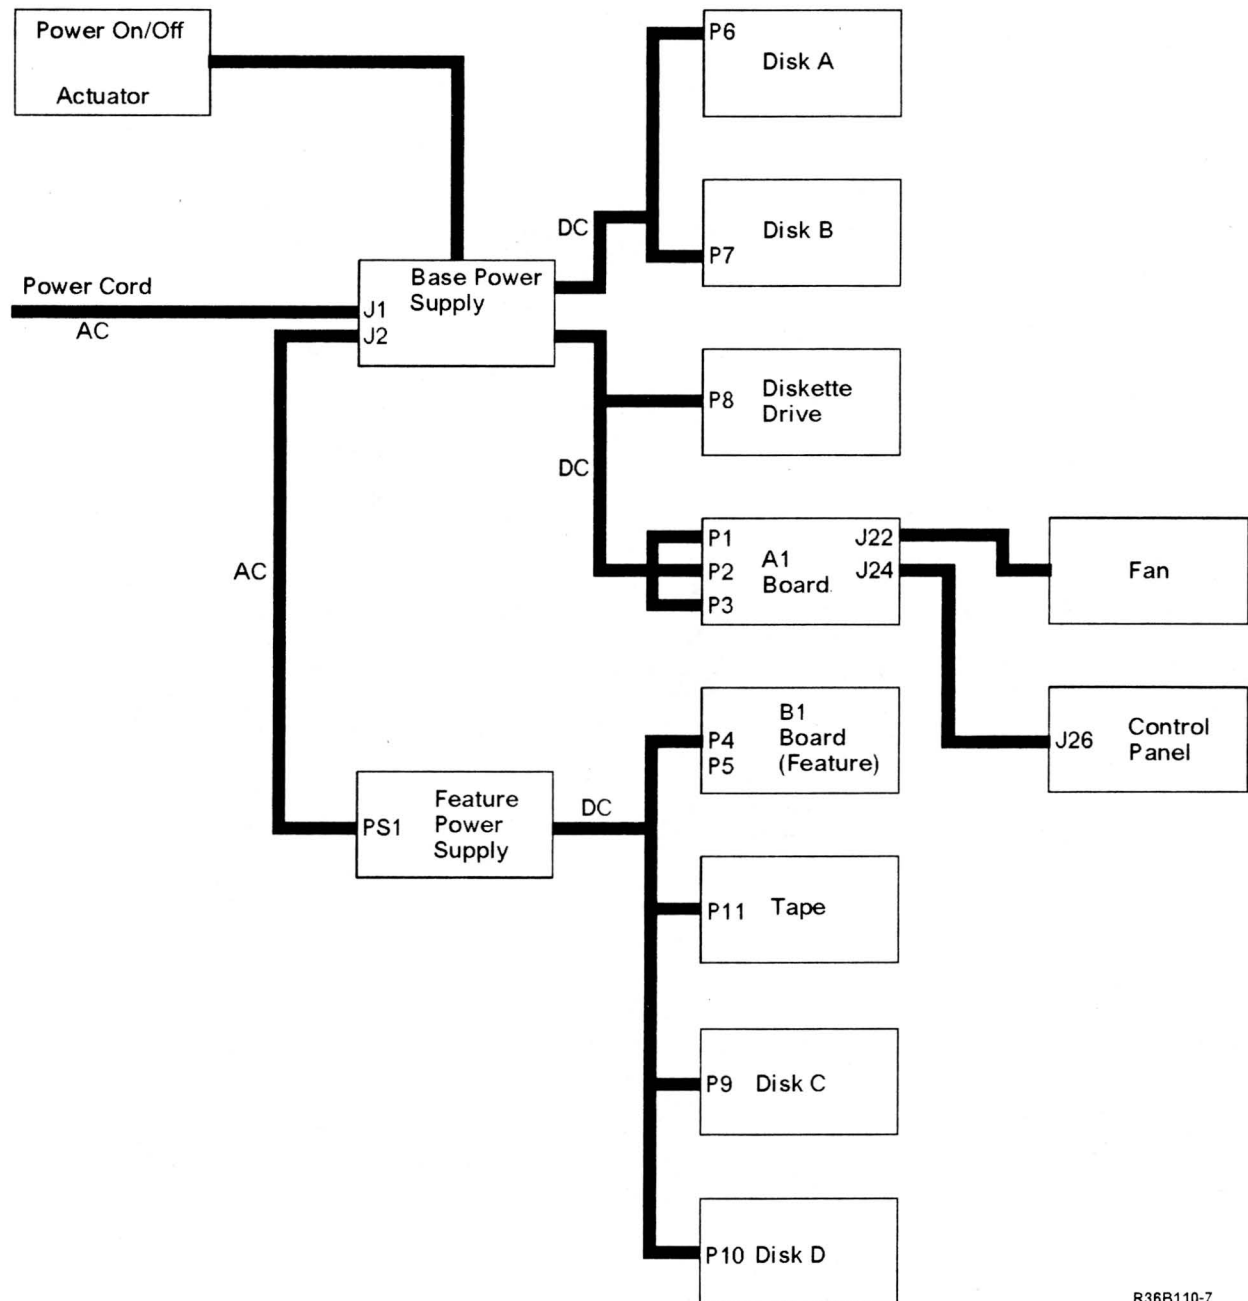 Power On/Off
Actuator
P6
Disk A
DC
P7
Disk B
Power Cord
AC
J1
J2
Base Power
Supply
P8
Diskette
Drive
DC
AC
P1
P2
P3
A1
Board
J22
J24
Fan
B1
Board
(Feature)
P4
P5
J26
Control
Panel
PS1
Feature
Power
Supply
DC
P11
Tape
P9
Disk C
P10
Disk D
R36B110-7